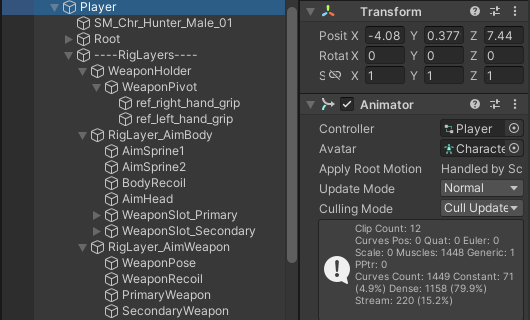 Player
SM_Chr_Hunter_Male_01
Root
----RigLayers----
WeaponHolder
WeaponPivot
ref_right_hand_grip
ref_left_hand_grip
RigLayer_AimBody
AimSprine1
AimSprine2
BodyRecoil
AimHead
WeaponSlot_Primary
WeaponSlot_Secondary
RigLayer_AimWeapon
WeaponPose
WeaponRecoil
PrimaryWeapon
SecondaryWeapon
Transform
Positi X -4.08 Y 0.377 Z 7.44
Rotat X 0 Y 0 Z 0
S X 1 Y 1 Z 1
Animator
Controller Player
Avatar Characte
Apply Root Motion Handled by Sc
Update Mode Normal
Culling Mode Cull Update
Clip Count: 12
Curves Pos: 0 Quat: 0 Euler: 0
Scale: 0 Muscles: 1448 Generic: 1
PPtr: 0
Curves Count: 1449 Constant: 71
(4.9%) Dense: 1158 (79.9%)
Stream: 220 (15.2%)